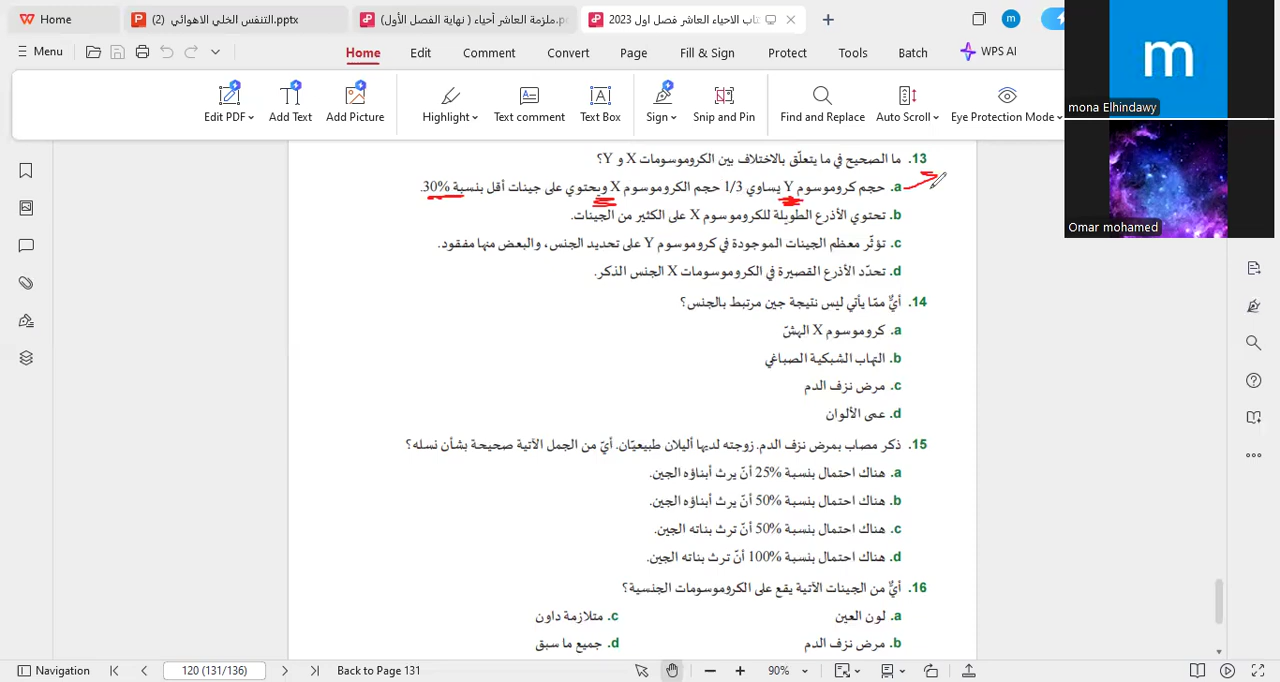 Home
التنفس الخلي الاهوائي (2).pptx
ملزمة العاشر أحياء ( نهاية الفصل الأول).p
تاب الاحياء العاشر فصل اول 2023
Menu
Home Edit Comment Convert Page Fill & Sign Protect Tools Batch WPS AI
Edit PDF Add Text Add Picture Highlight Text comment Text Box Sign Snip and Pin Find and Replace Auto Scroll Eye Protection Mode
m
m
mona Elhindawy
Omar mohamed
13. ما الصحيح في ما يتعلّق بالاختلاف بين الكروموسومات X و Y؟
a. حجم كروموسوم Y يساوي 1/3 حجم الكروموسوم X ويحتوي على جينات أقل بنسبة 30%.
b. تحتوي الأذرع الطويلة للكروموسوم X على الكثير من الجينات.
c. تؤثّر معظم الجينات الموجودة في كروموسوم Y على تحديد الجنس، والبعض منها مفقود.
d. تحدّد الأذرع القصيرة في الكروموسومات X الجنس الذكر.
14. أيٌّ ممّا يأتي ليس نتيجة جين مرتبط بالجنس؟
a. كروموسوم X الهشّ
b. التهاب الشبكية الصباغي
c. مرض نزف الدم
d. عمى الألوان
15. ذكر مصاب بمرض نزف الدم. زوجته لديها أليلان طبيعيّان. أيّ من الجمل الآتية صحيحة بشأن نسله؟
a. هناك احتمال بنسبة 25% أنّ يرث أبناؤه الجين.
b. هناك احتمال بنسبة 50% أنّ يرث أبناؤه الجين.
c. هناك احتمال بنسبة 50% أنّ ترث بناته الجين.
d. هناك احتمال بنسبة 100% أنّ ترث بناته الجين.
16. أيٌّ من الجينات الآتية يقع على الكروموسومات الجنسية؟
a. لون العين c. متلازمة داون
b. مرض نزف الدم d. جميع ما سبق
Navigation 120 (131/136) Back to Page 131 90%